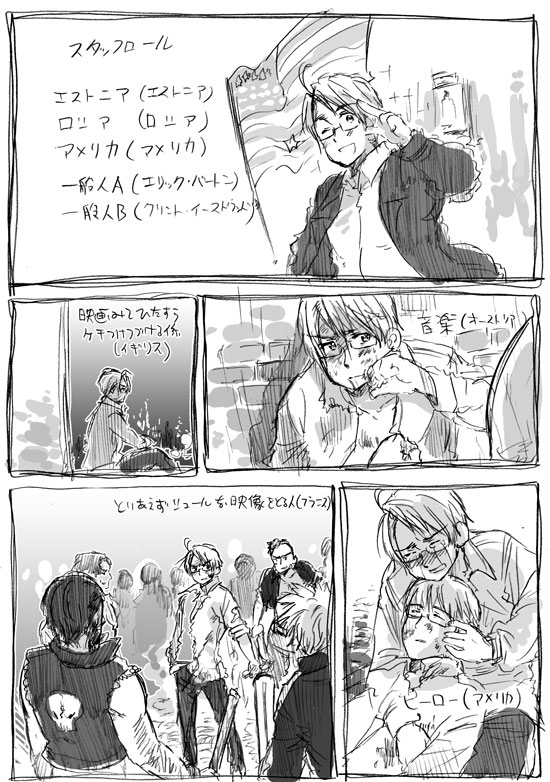 スタッフロール
エストニア(エストニア)
ロシア (ロシア)
アメリカ(アメリカ)
一般人A(エリック・バートン)
一般人B(クリント・イーストウッド)
映画みてひたすら
ケチつけつづける係
(イギリス)
音楽(オーストリア)
とりあえずシュールな映像をとる人(フランス)
ヒーロー(アメリカ)